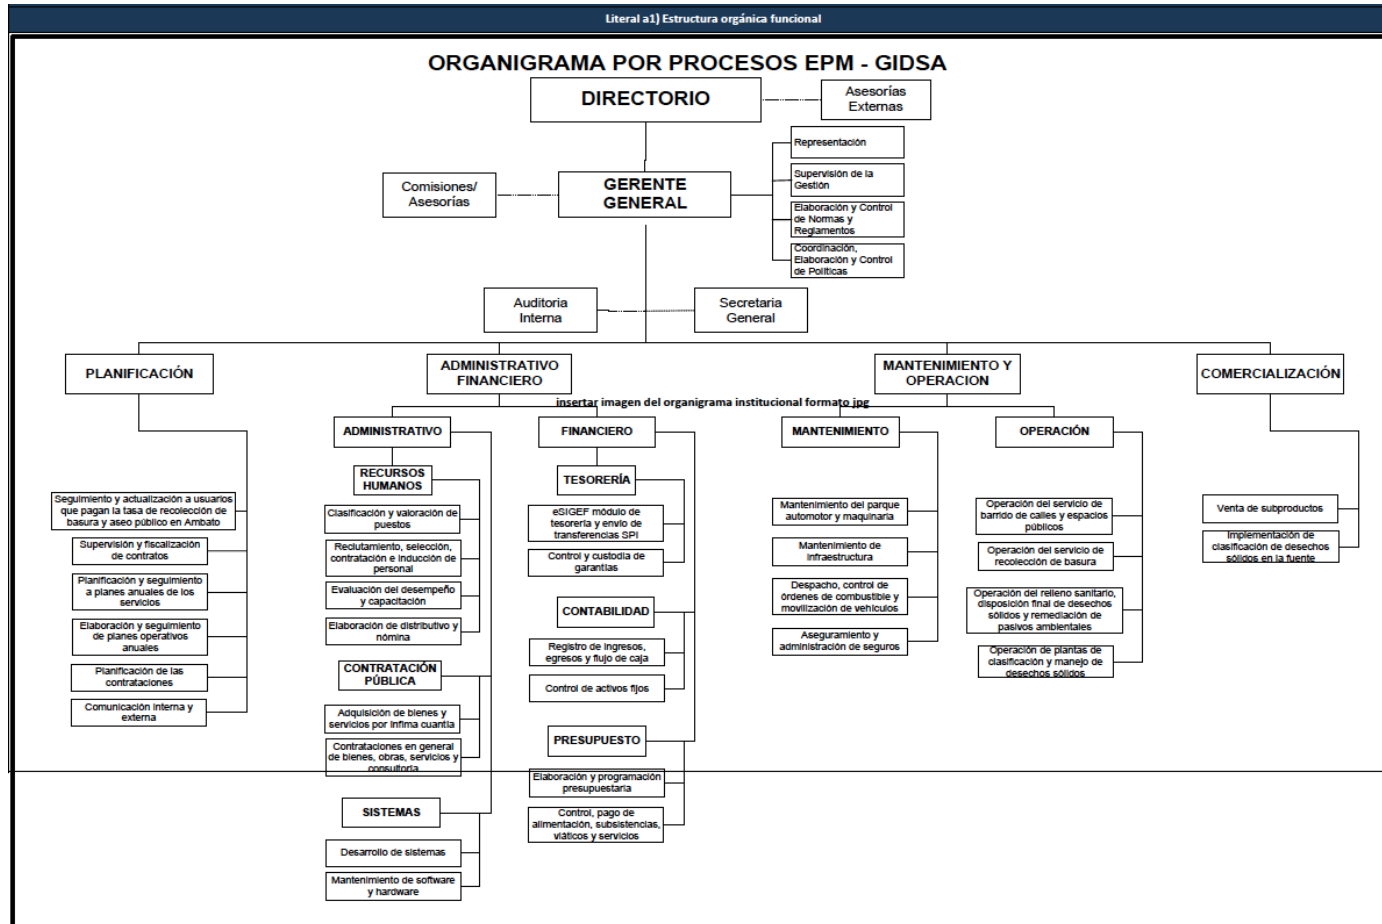 Literal a1) Estructura orgánica funcional
ORGANIGRAMA POR PROCESOS EPM - GIDSA
DIRECTORIO
Asesorías
Externas
Representación
Supervisión de la
Gestión
Elaboración y Control
de Normas y
Reglamentos
Coordinación,
Elaboración y Control
de Políticas
Comisiones/
Asesorías
GERENTE
GENERAL
Auditoria
Interna
Secretaria
General
PLANIFICACIÓN
ADMINISTRATIVO
FINANCIERO
MANTENIMIENTO Y
OPERACION
COMERCIALIZACIÓN
insertar imagen del organigrama institucional formato jpg
Seguimiento y actualización a usuarios
que pagan la tasa de recolección de
basura y aseo público en Ambato
Supervisión y fiscalización
de contratos
Planificación y seguimiento
a planes anuales de los
servicios
Elaboración y seguimiento
de planes operativos
anuales
Planificación de las
contrataciones
Comunicación interna y
externa
ADMINISTRATIVO
RECURSOS
HUMANOS
Clasificación y valoración de
puestos
Reclutamiento, selección,
contratación e inducción de
personal
Evaluación del desempeño
y capacitación
Elaboración de distributivo y
nómina
CONTRATACIÓN
PÚBLICA
Adquisición de bienes y
servicios por ínfima cuantía
Contrataciones en general
de bienes, obras, servicios y
consultoría
SISTEMAS
Desarrollo de sistemas
Mantenimiento de software
y hardware
FINANCIERO
TESORERÍA
eSIGEF módulo de
tesorería y envío de
transferencias SPI
Control y custodia de
garantías
CONTABILIDAD
Registro de ingresos,
egresos y flujo de caja
Control de activos fijos
PRESUPUESTO
Elaboración y programación
presupuestaria
Control, pago de
alimentación, subsistencias,
viáticos y servicios
MANTENIMIENTO
Mantenimiento del parque
automotor y maquinaria
Mantenimiento de
infraestructura
Despacho, control de
órdenes de combustible y
movilización de vehículos
Aseguramiento y
administración de seguros
OPERACIÓN
Operación del servicio de
barrido de calles y espacios
públicos
Operación del servicio de
recolección de basura
Operación del relleno sanitario,
disposición final de desechos
sólidos y remediación de
pasivos ambientales
Operación de plantas de
clasificación y manejo de
desechos sólidos
Venta de subproductos
Implementación de
clasificación de desechos
sólidos en la fuente